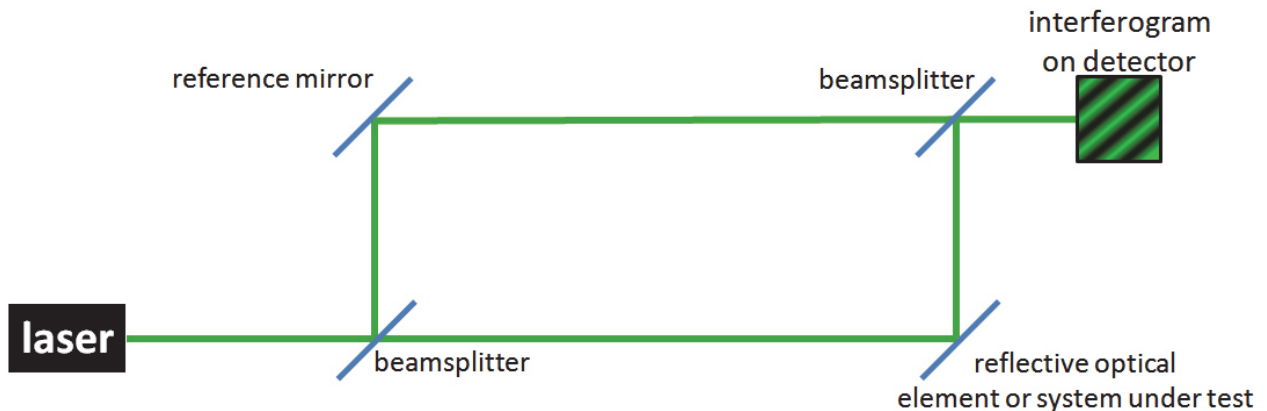 interferogram
on detector
reference mirror
beamsplitter
laser
beamsplitter
reflective optical
element or system under test